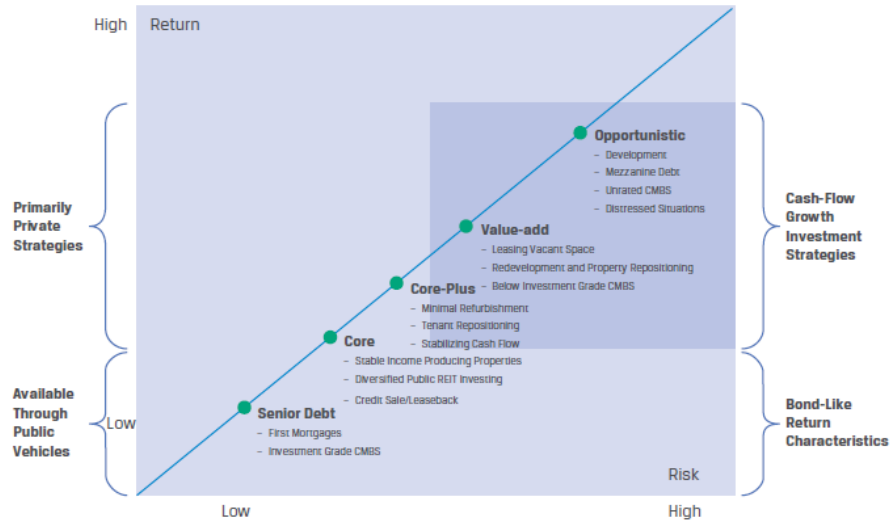 High
Return
Opportunistic
– Development
– Mezzanine Debt
– Unrated CMBS
– Distressed Situations
Primarily
Private
Strategies
Cash-Flow
Growth
Investment
Strategies
Value-add
– Leasing Vacant Space
– Redevelopment and Property Repositioning
– Below Investment Grade CMBS
Core-Plus
– Minimal Refurbishment
– Tenant Repositioning
– Stabilizing Cash Flow
Core
– Stable Income Producing Properties
– Diversified Public REIT Investing
– Credit Sale/Leaseback
Available
Through
Public
Vehicles
Low
Senior Debt
– First Mortgages
– Investment Grade CMBS
Bond-Like
Return
Characteristics
Risk
Low
High